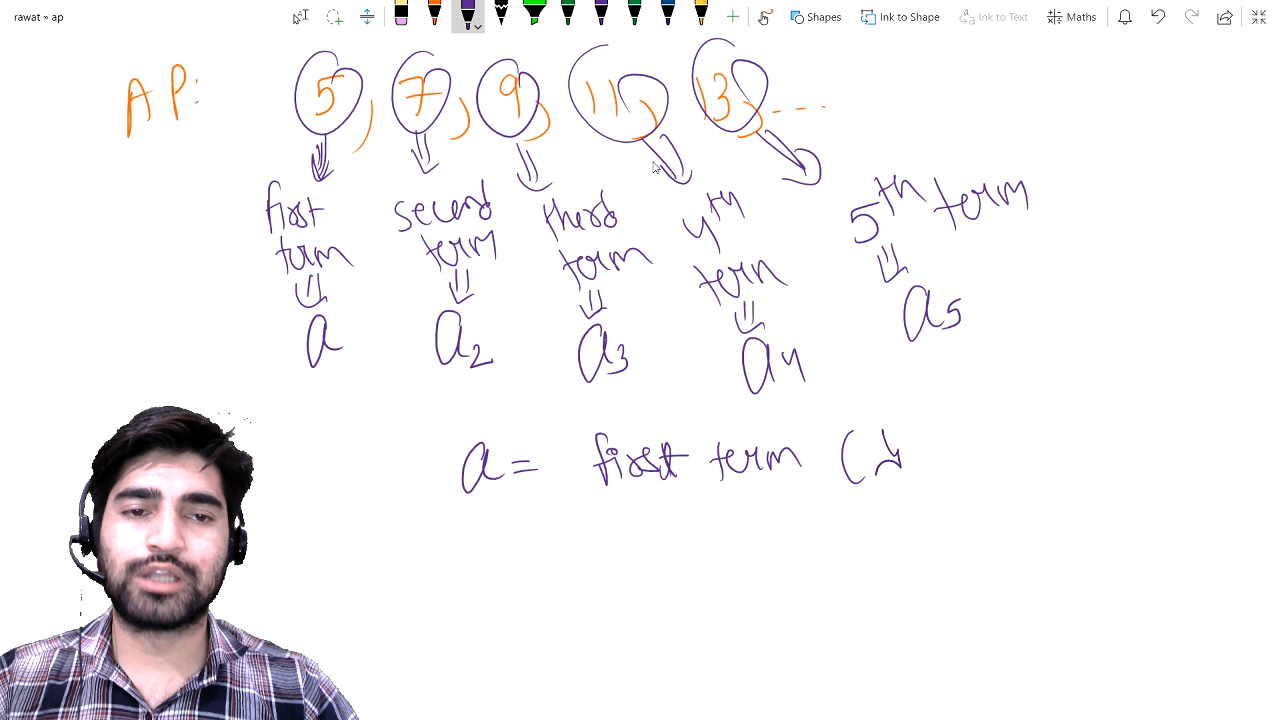 rawat » ap
Shapes Ink to Shape Ink to Text Maths
AP: 5, 7, 9, 11, 13, ....
first second third 4th 5th term
term term term term
a a2 a3 a4 a5
a = first term (